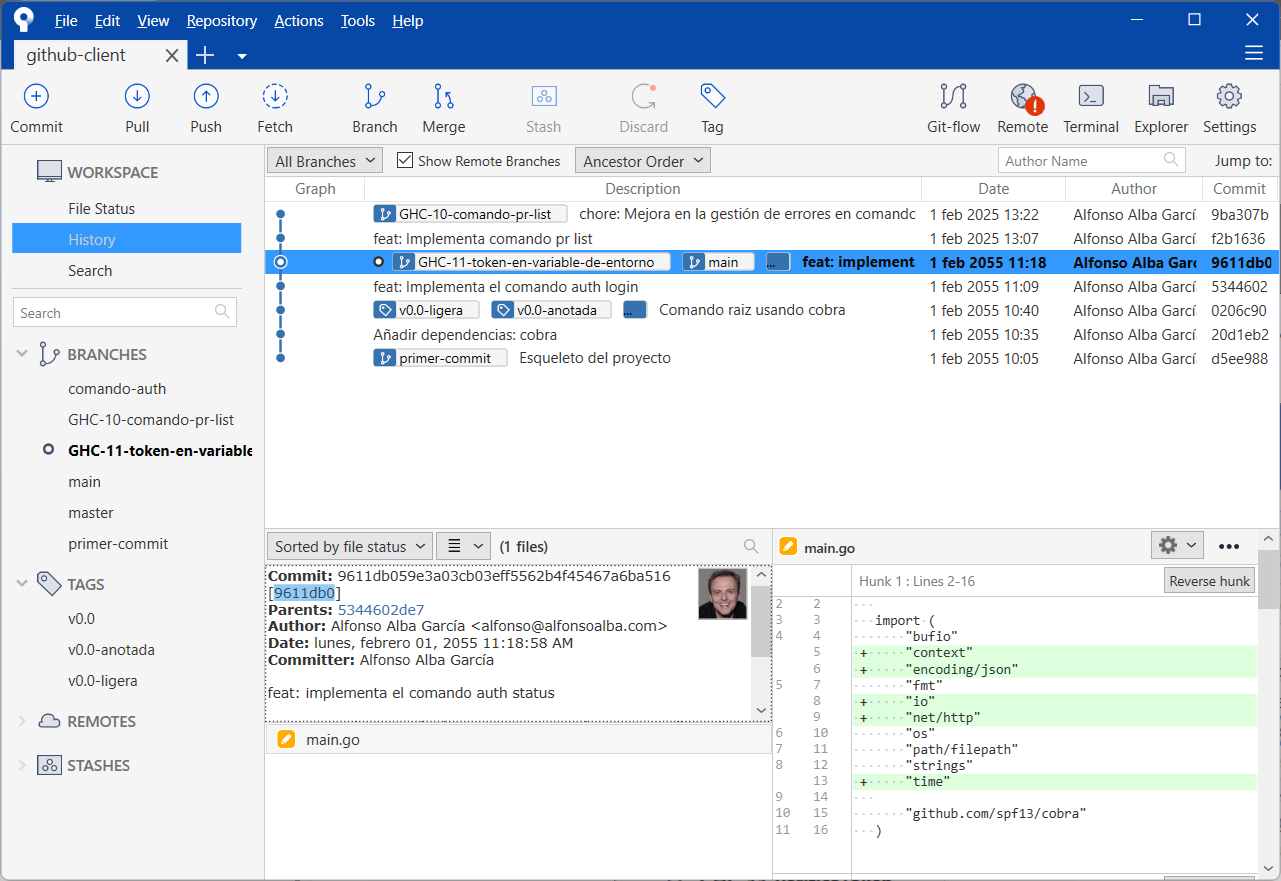 File Edit View Repository Actions Tools Help
github-client
Commit Pull Push Fetch Branch Merge Stash Discard Tag Git-flow Remote Terminal Explorer Settings
WORKSPACE
File Status
History
Search
Search
BRANCHES
comando-auth
GHC-10-comando-pr-list
GHC-11-token-en-variable
main
master
primer-commit
TAGS
v0.0
v0.0-anotada
v0.0-ligera
REMOTES
STASHES
All Branches Show Remote Branches Ancestor Order Author Name Jump to:
Graph Description Date Author Commit
GHC-10-comando-pr-list chore: Mejora en la gestión de errores en comando 1 feb 2025 13:22 Alfonso Alba Garcí 9ba307b
feat: Implementa comando pr list 1 feb 2025 13:07 Alfonso Alba Garcí f2b1636
GHC-11-token-en-variable-de-entorno main ... feat: implement 1 feb 2055 11:18 Alfonso Alba Garc 9611db0
feat: Implementa el comando auth login 1 feb 2055 11:09 Alfonso Alba Garcí 5344602
v0.0-ligera v0.0-anotada ... Comando raiz usando cobra 1 feb 2055 10:40 Alfonso Alba Garcí 0206c90
Añadir dependencias: cobra 1 feb 2055 10:35 Alfonso Alba Garcí 20d1eb2
primer-commit Esqueleto del proyecto 1 feb 2055 10:05 Alfonso Alba Garcí d5ee988
Sorted by file status (1 files)
Commit: 9611db059e3a03cb03eff5562b4f45467a6ba516
[9611db0]
Parents: 5344602de7
Author: Alfonso Alba García <alfonso@alfonsoalba.com>
Date: lunes, febrero 01, 2055 11:18:58 AM
Committer: Alfonso Alba García
feat: implementa el comando auth status
main.go
main.go
Hunk 1 : Lines 2-16 Reverse hunk
2 2
3 3 import (
4 4 "bufio"
5 + "context"
6 + "encoding/json"
5 7 "fmt"
8 + "io"
9 + "net/http"
6 10 "os"
7 11 "path/filepath"
8 12 "strings"
13 + "time"
9 14
10 15 "github.com/spf13/cobra"
11 16 )